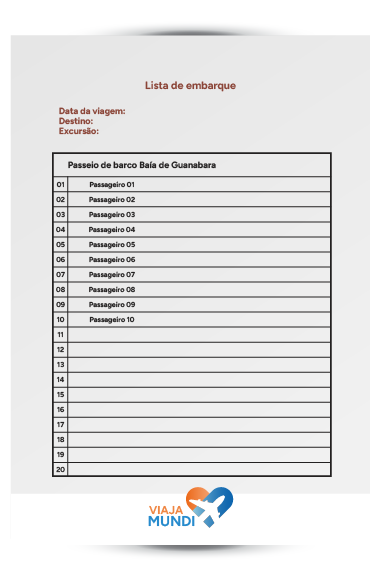 Lista de embarque
Data da viagem:
Destino:
Excursão:
Passeio de barco Baía de Guanabara
01 Passageiro 01
02 Passageiro 02
03 Passageiro 03
04 Passageiro 04
05 Passageiro 05
06 Passageiro 06
07 Passageiro 07
08 Passageiro 08
09 Passageiro 09
10 Passageiro 10
11
12
13
14
15
16
17
18
19
20
VIAJA
MUNDI